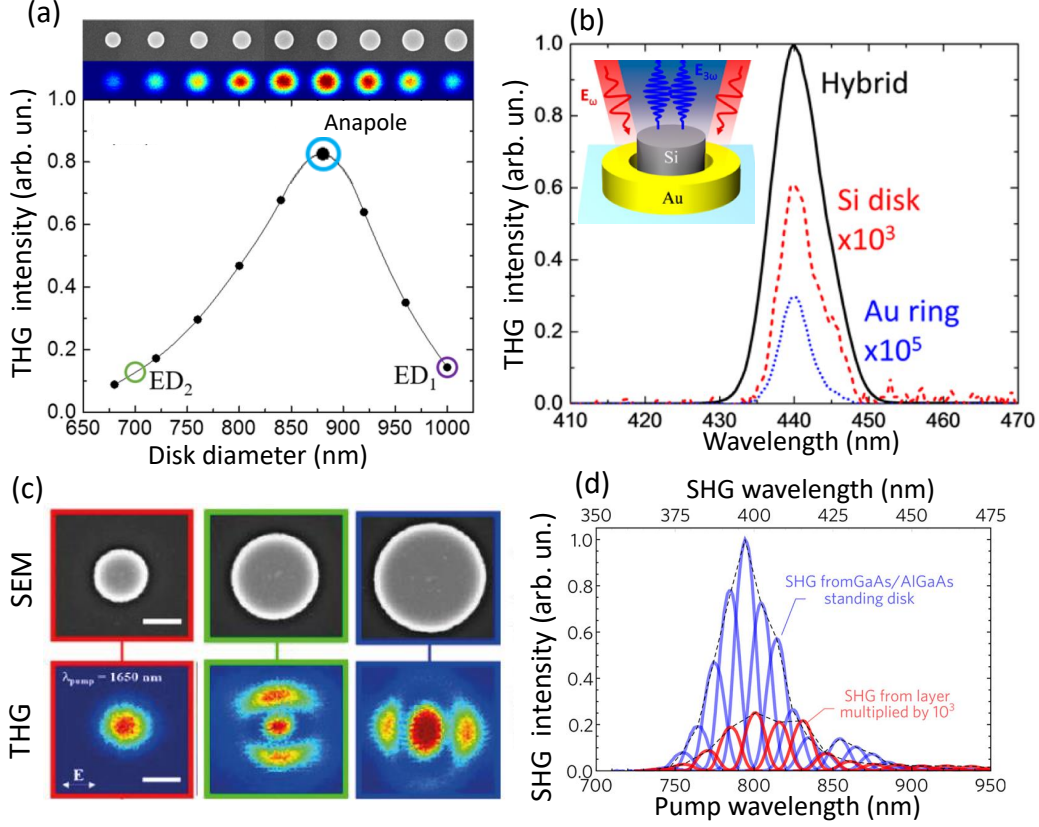 (a)
THG intensity (arb. un.)
1.0
0.8
0.6
0.4
0.2
0.0
Anapole
ED2
ED1
650 700 750 800 850 900 950 1000
Disk diameter (nm)
(b)
THG intensity (arb. un.)
1.0
0.8
0.6
0.4
0.2
0.0
Eω
E3ω
Si
Au
Hybrid
Si disk
x10³
Au ring
x10⁵
410 420 430 440 450 460 470
Wavelength (nm)
(c)
SEM
THG
λpump = 1650 nm
E
(d)
SHG wavelength (nm)
350 375 400 425 450 475
SHG intensity (arb. un.)
1.0
0.8
0.6
0.4
0.2
0.0
SHG fromGaAs/AlGaAs
standing disk
SHG from layer
multiplied by 10³
700 750 800 850 900 950
Pump wavelength (nm)